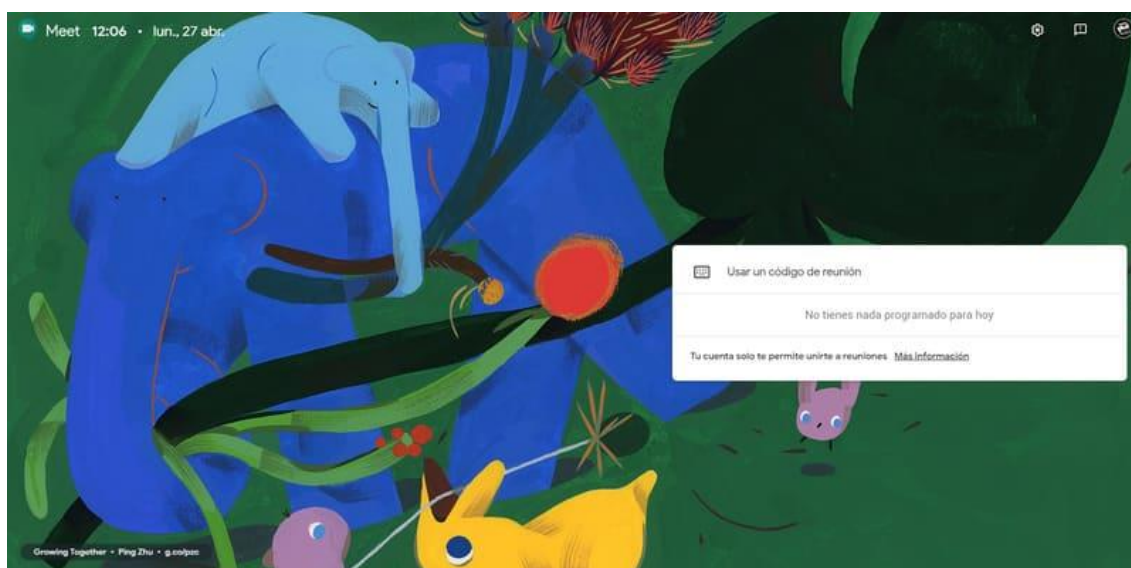 Meet 12:06 • lun., 27 abr.
Usar un código de reunión
No tienes nada programado para hoy
Tu cuenta solo te permite unirte a reuniones Más información
Growing Together • Ping Zhu • g.co/pzc